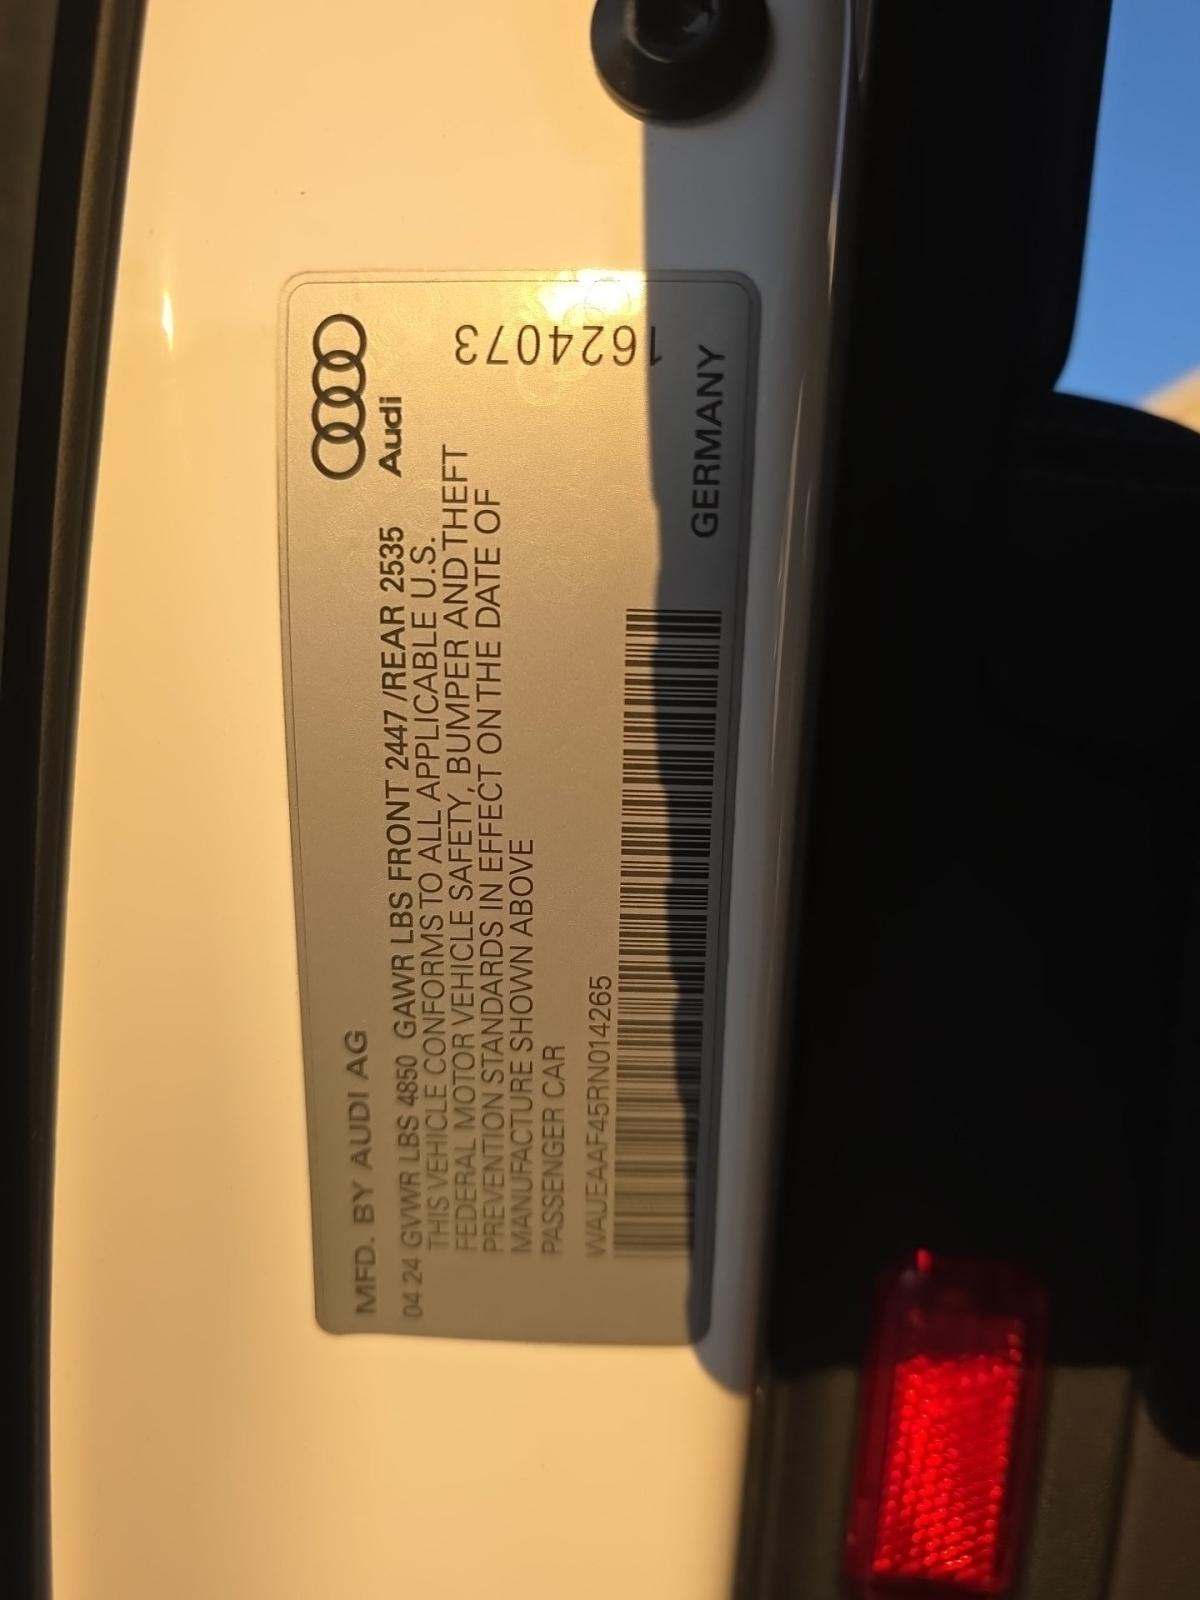 MFD. BY AUDI AG
Audi
04 24 GVWR LBS 4850 GAWR LBS FRONT 2447 /REAR 2535
THIS VEHICLE CONFORMS TO ALL APPLICABLE U.S.
FEDERAL MOTOR VEHICLE SAFETY, BUMPER AND THEFT
PREVENTION STANDARDS IN EFFECT ON THE DATE OF
MANUFACTURE SHOWN ABOVE
PASSENGER CAR
WAUEAAF45RN014265
GERMANY
1624073